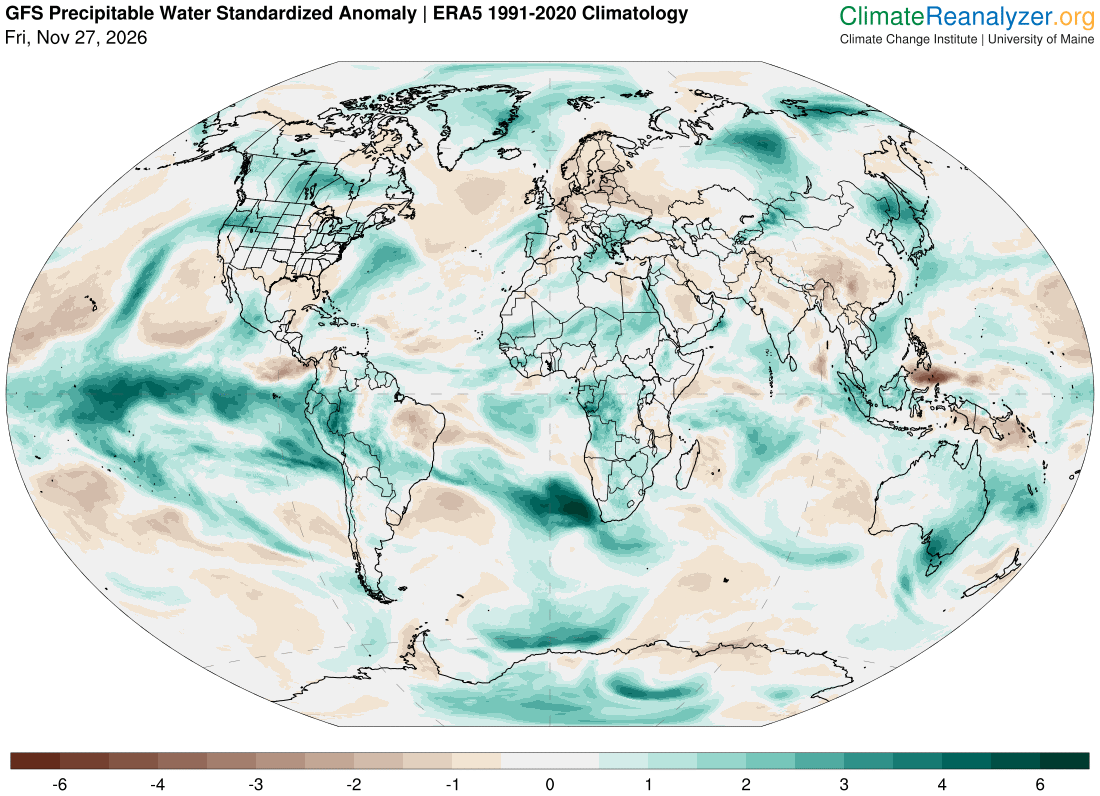 GFS Precipitable Water Standardized Anomaly | ERA5 1991-2020 Climatology
Fri, Nov 27, 2026
ClimateReanalyzer.org
Climate Change Institute | University of Maine
-6 -4 -3 -2 -1 0 1 2 3 4 6